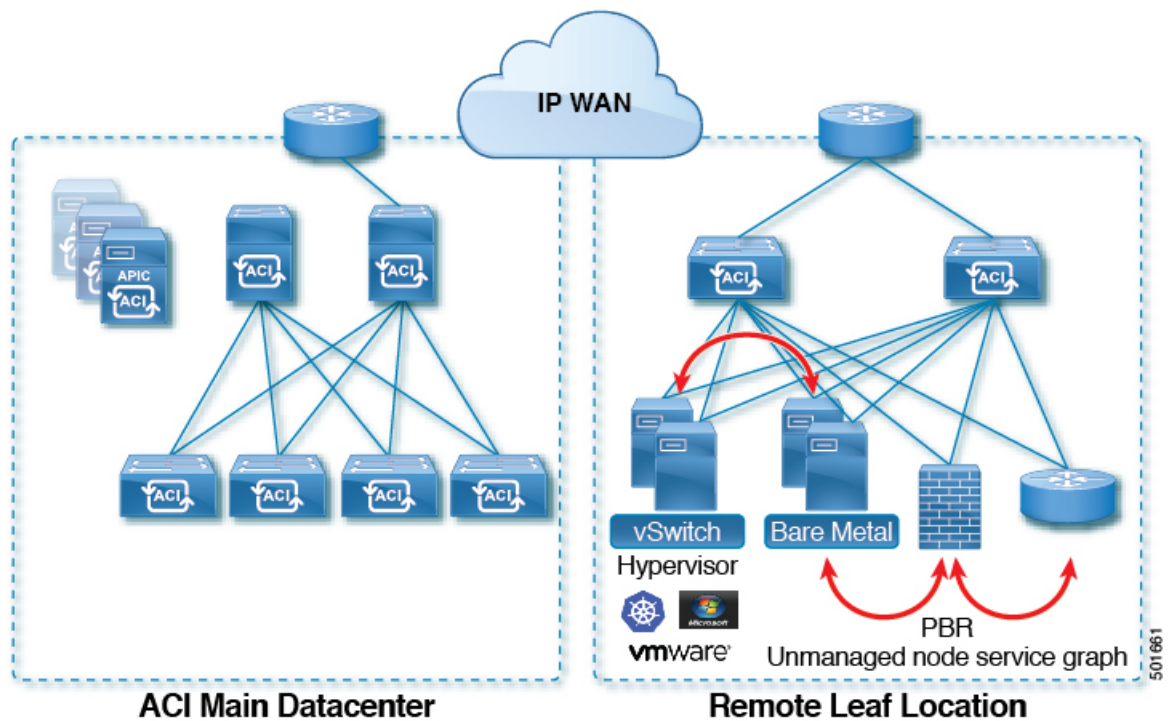 IP WAN
A
A
APIC
ACI
ACI
ACI
ACI
ACI
ACI
ACI
ACI
ACI
vSwitch
Bare Metal
Hypervisor
Microsoft
vmware
PBR
Unmanaged node service graph
501661
ACI Main Datacenter
Remote Leaf Location